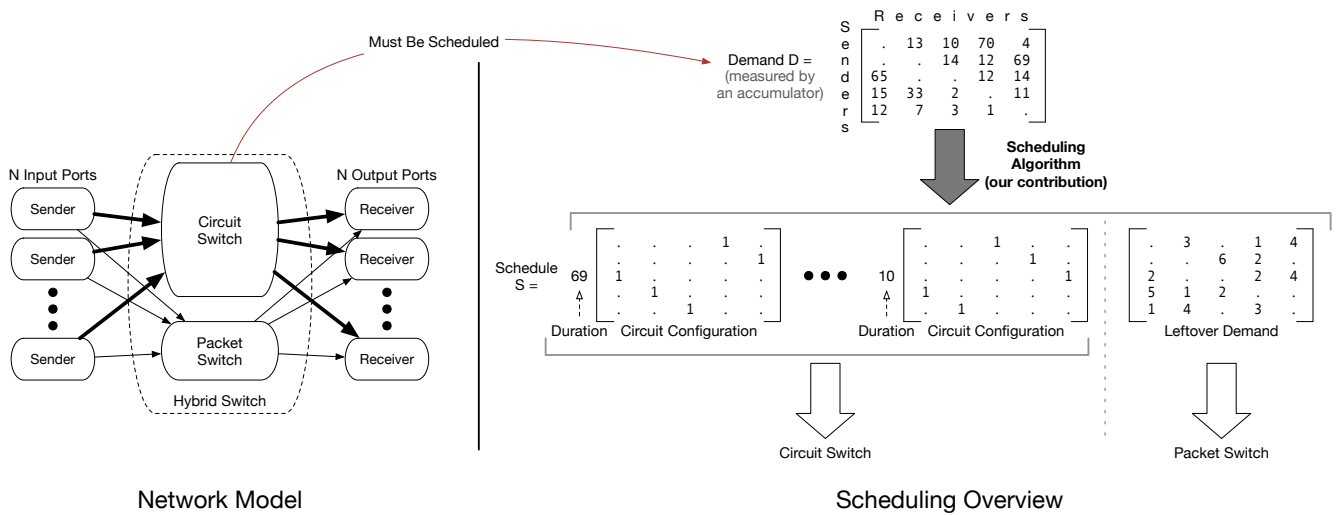 Must Be Scheduled
N Input Ports
N Output Ports
Sender
Sender
Sender
Circuit
Switch
Packet
Switch
Hybrid Switch
Receiver
Receiver
Receiver
Network Model
Receivers
Senders
Demand D =
(measured by
an accumulator)
. 13 10 70 4
. . 14 12 69
65 . . 12 14
15 33 2 . 11
12 7 3 1 .
Scheduling
Algorithm
(our contribution)
Schedule
S =
69
. . . 1 .
. . . . 1
1 . . . .
. 1 . . .
. . 1 . .
Duration
Circuit Configuration
10
. . 1 . .
. . . 1 .
. . . . 1
1 . . . .
. 1 . . .
Duration
Circuit Configuration
. 3 . 1 4
. . 6 2 .
2 . . 2 4
5 1 2 . .
1 4 . 3 .
Leftover Demand
Circuit Switch
Packet Switch
Scheduling Overview